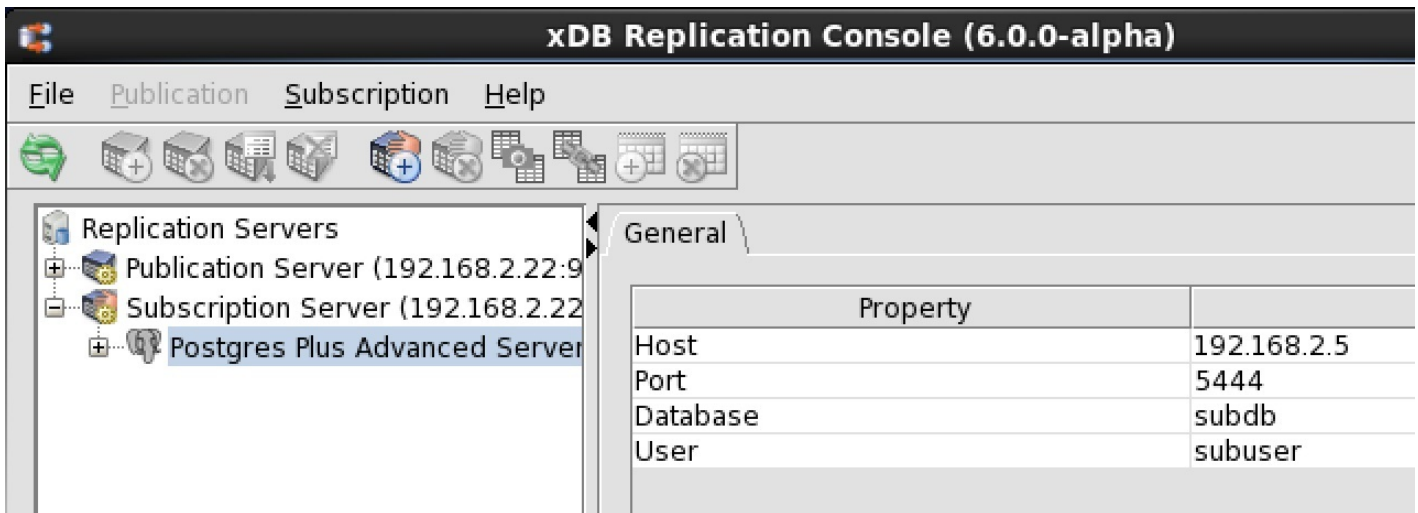 xDB Replication Console (6.0.0-alpha)
File Publication Subscription Help
Replication Servers
Publication Server (192.168.2.22:9
Subscription Server (192.168.2.22
Postgres Plus Advanced Server
General
Property
Host 192.168.2.5
Port 5444
Database subdb
User subuser